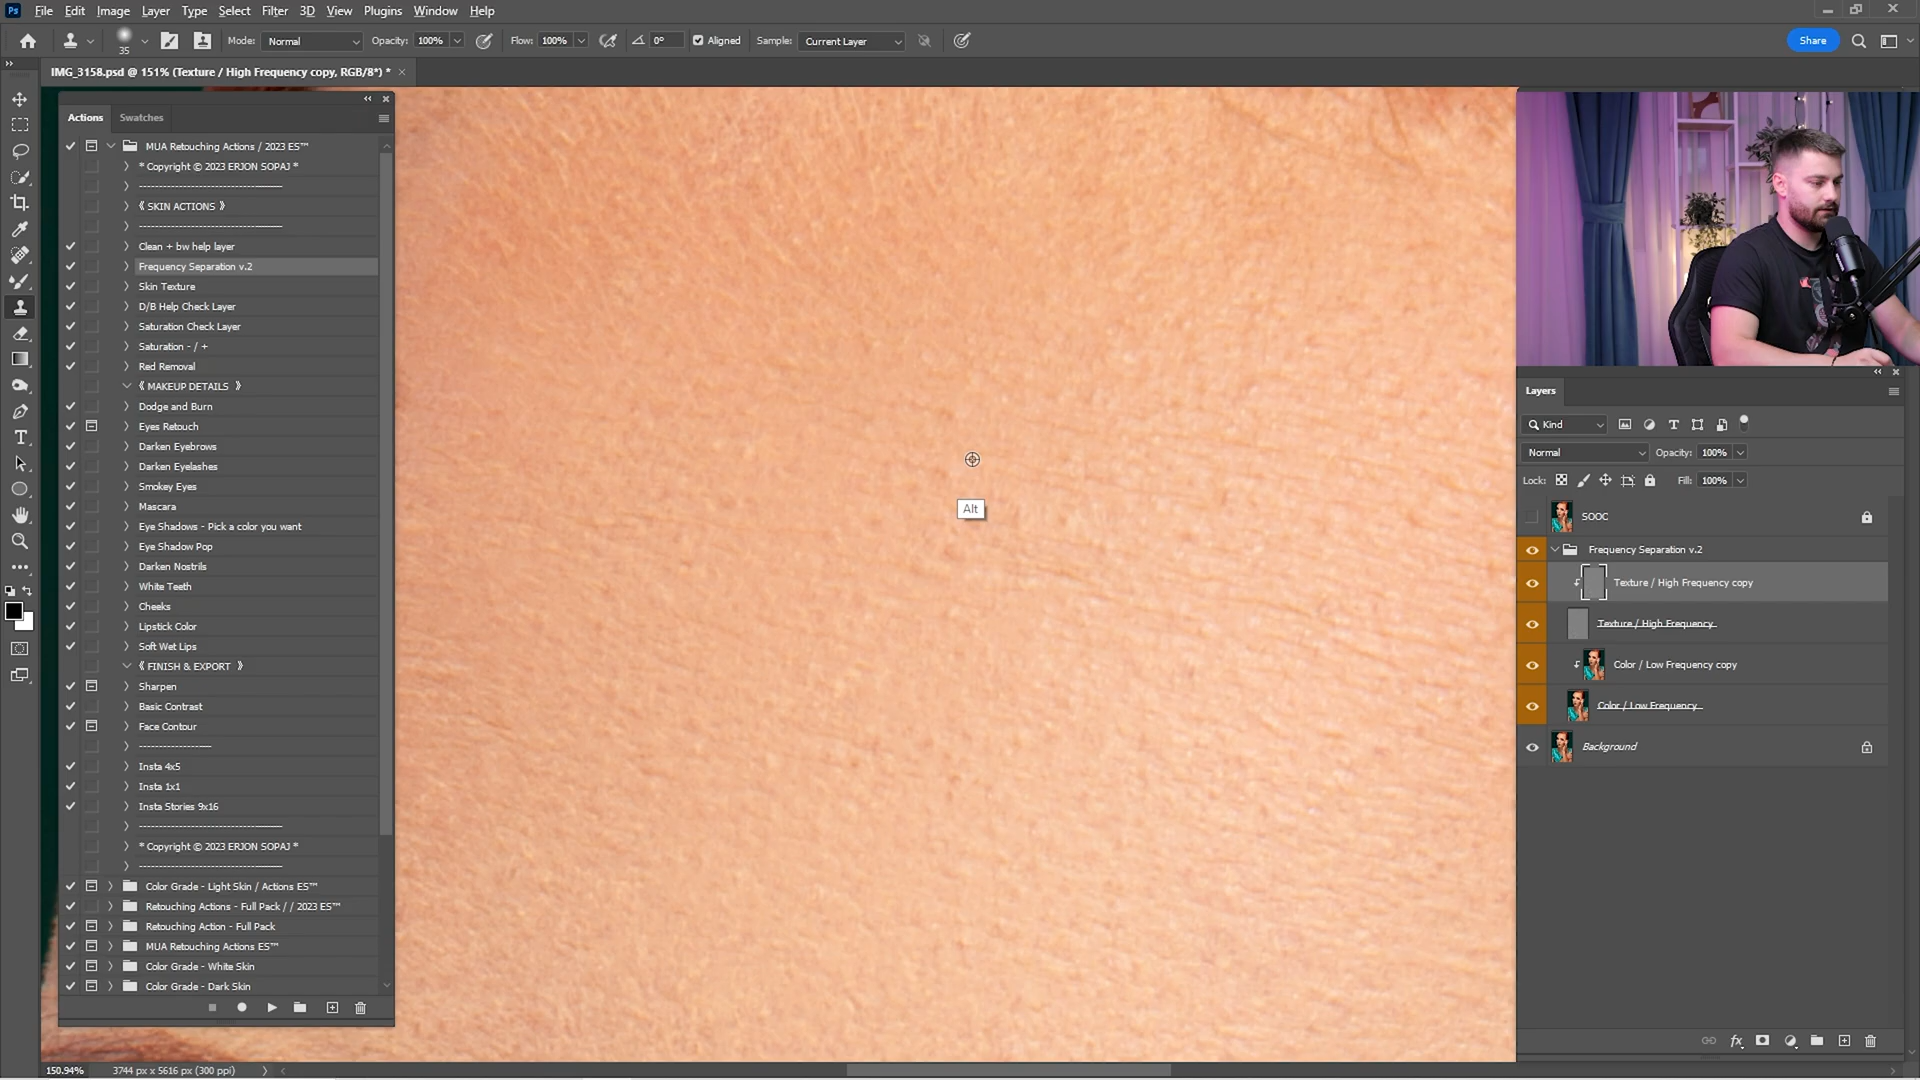 Ps File Edit Image Layer Type Select Filter 3D View Plugins Window Help
35 Mode: Normal Opacity: 100% Flow: 100% 0° Aligned Sample: Current Layer Share
IMG_3158.psd @ 151% (Texture / High Frequency copy, RGB/8*) *
Actions Swatches
MUA Retouching Actions / 2023 ES™
* Copyright © 2023 ERJON SOPAJ *
--------------------------------
《 SKIN ACTIONS 》
--------------------------------
Clean + bw help layer
Frequency Separation v.2
Skin Texture
D/B Help Check Layer
Saturation Check Layer
Saturation - / +
Red Removal
《 MAKEUP DETAILS 》
Dodge and Burn
Eyes Retouch
Darken Eyebrows
Darken Eyelashes
Smokey Eyes
Mascara
Eye Shadows - Pick a color you want
Eye Shadow Pop
Darken Nostrils
White Teeth
Cheeks
Lipstick Color
Soft Wet Lips
《 FINISH & EXPORT 》
Sharpen
Basic Contrast
Face Contour
------------------
Insta 4x5
Insta 1x1
Insta Stories 9x16
--------------------------------
* Copyright © 2023 ERJON SOPAJ *
--------------------------------
Color Grade - Light Skin / Actions ES™
Retouching Actions - Full Pack / / 2023 ES™
Retouching Action - Full Pack
MUA Retouching Actions ES™
Color Grade - White Skin
Color Grade - Dark Skin
Alt
Layers
Kind
Normal Opacity: 100%
Lock: Fill: 100%
SOOC
Frequency Separation v.2
Texture / High Frequency copy
Texture / High Frequency
Color / Low Frequency copy
Color / Low Frequency
Background
fx
150.94% 3744 px x 5616 px (300 ppi)